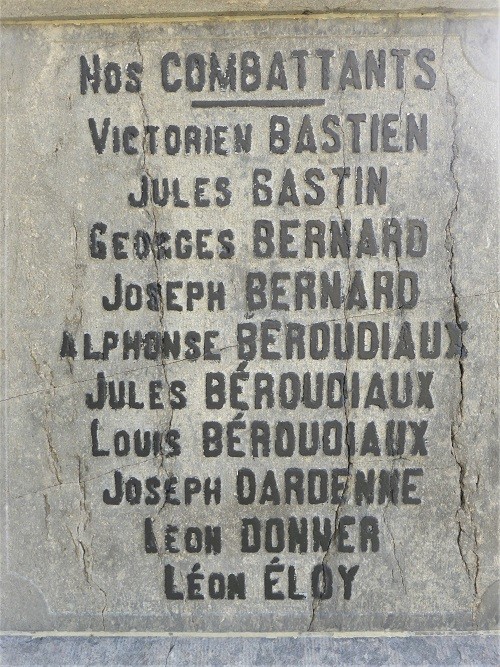 Nos COMBATTANTS
VICTORIEN BASTIEN
JULES BASTIN
GEORGES BERNARD
JOSEPH BERNARD
ALPHONSE BÉROUDIAUX
JULES BÉROUDIAUX
LOUIS BÉROUDIAUX
JOSEPH DARDENNE
LÉON DONNER
LÉON ÉLOY